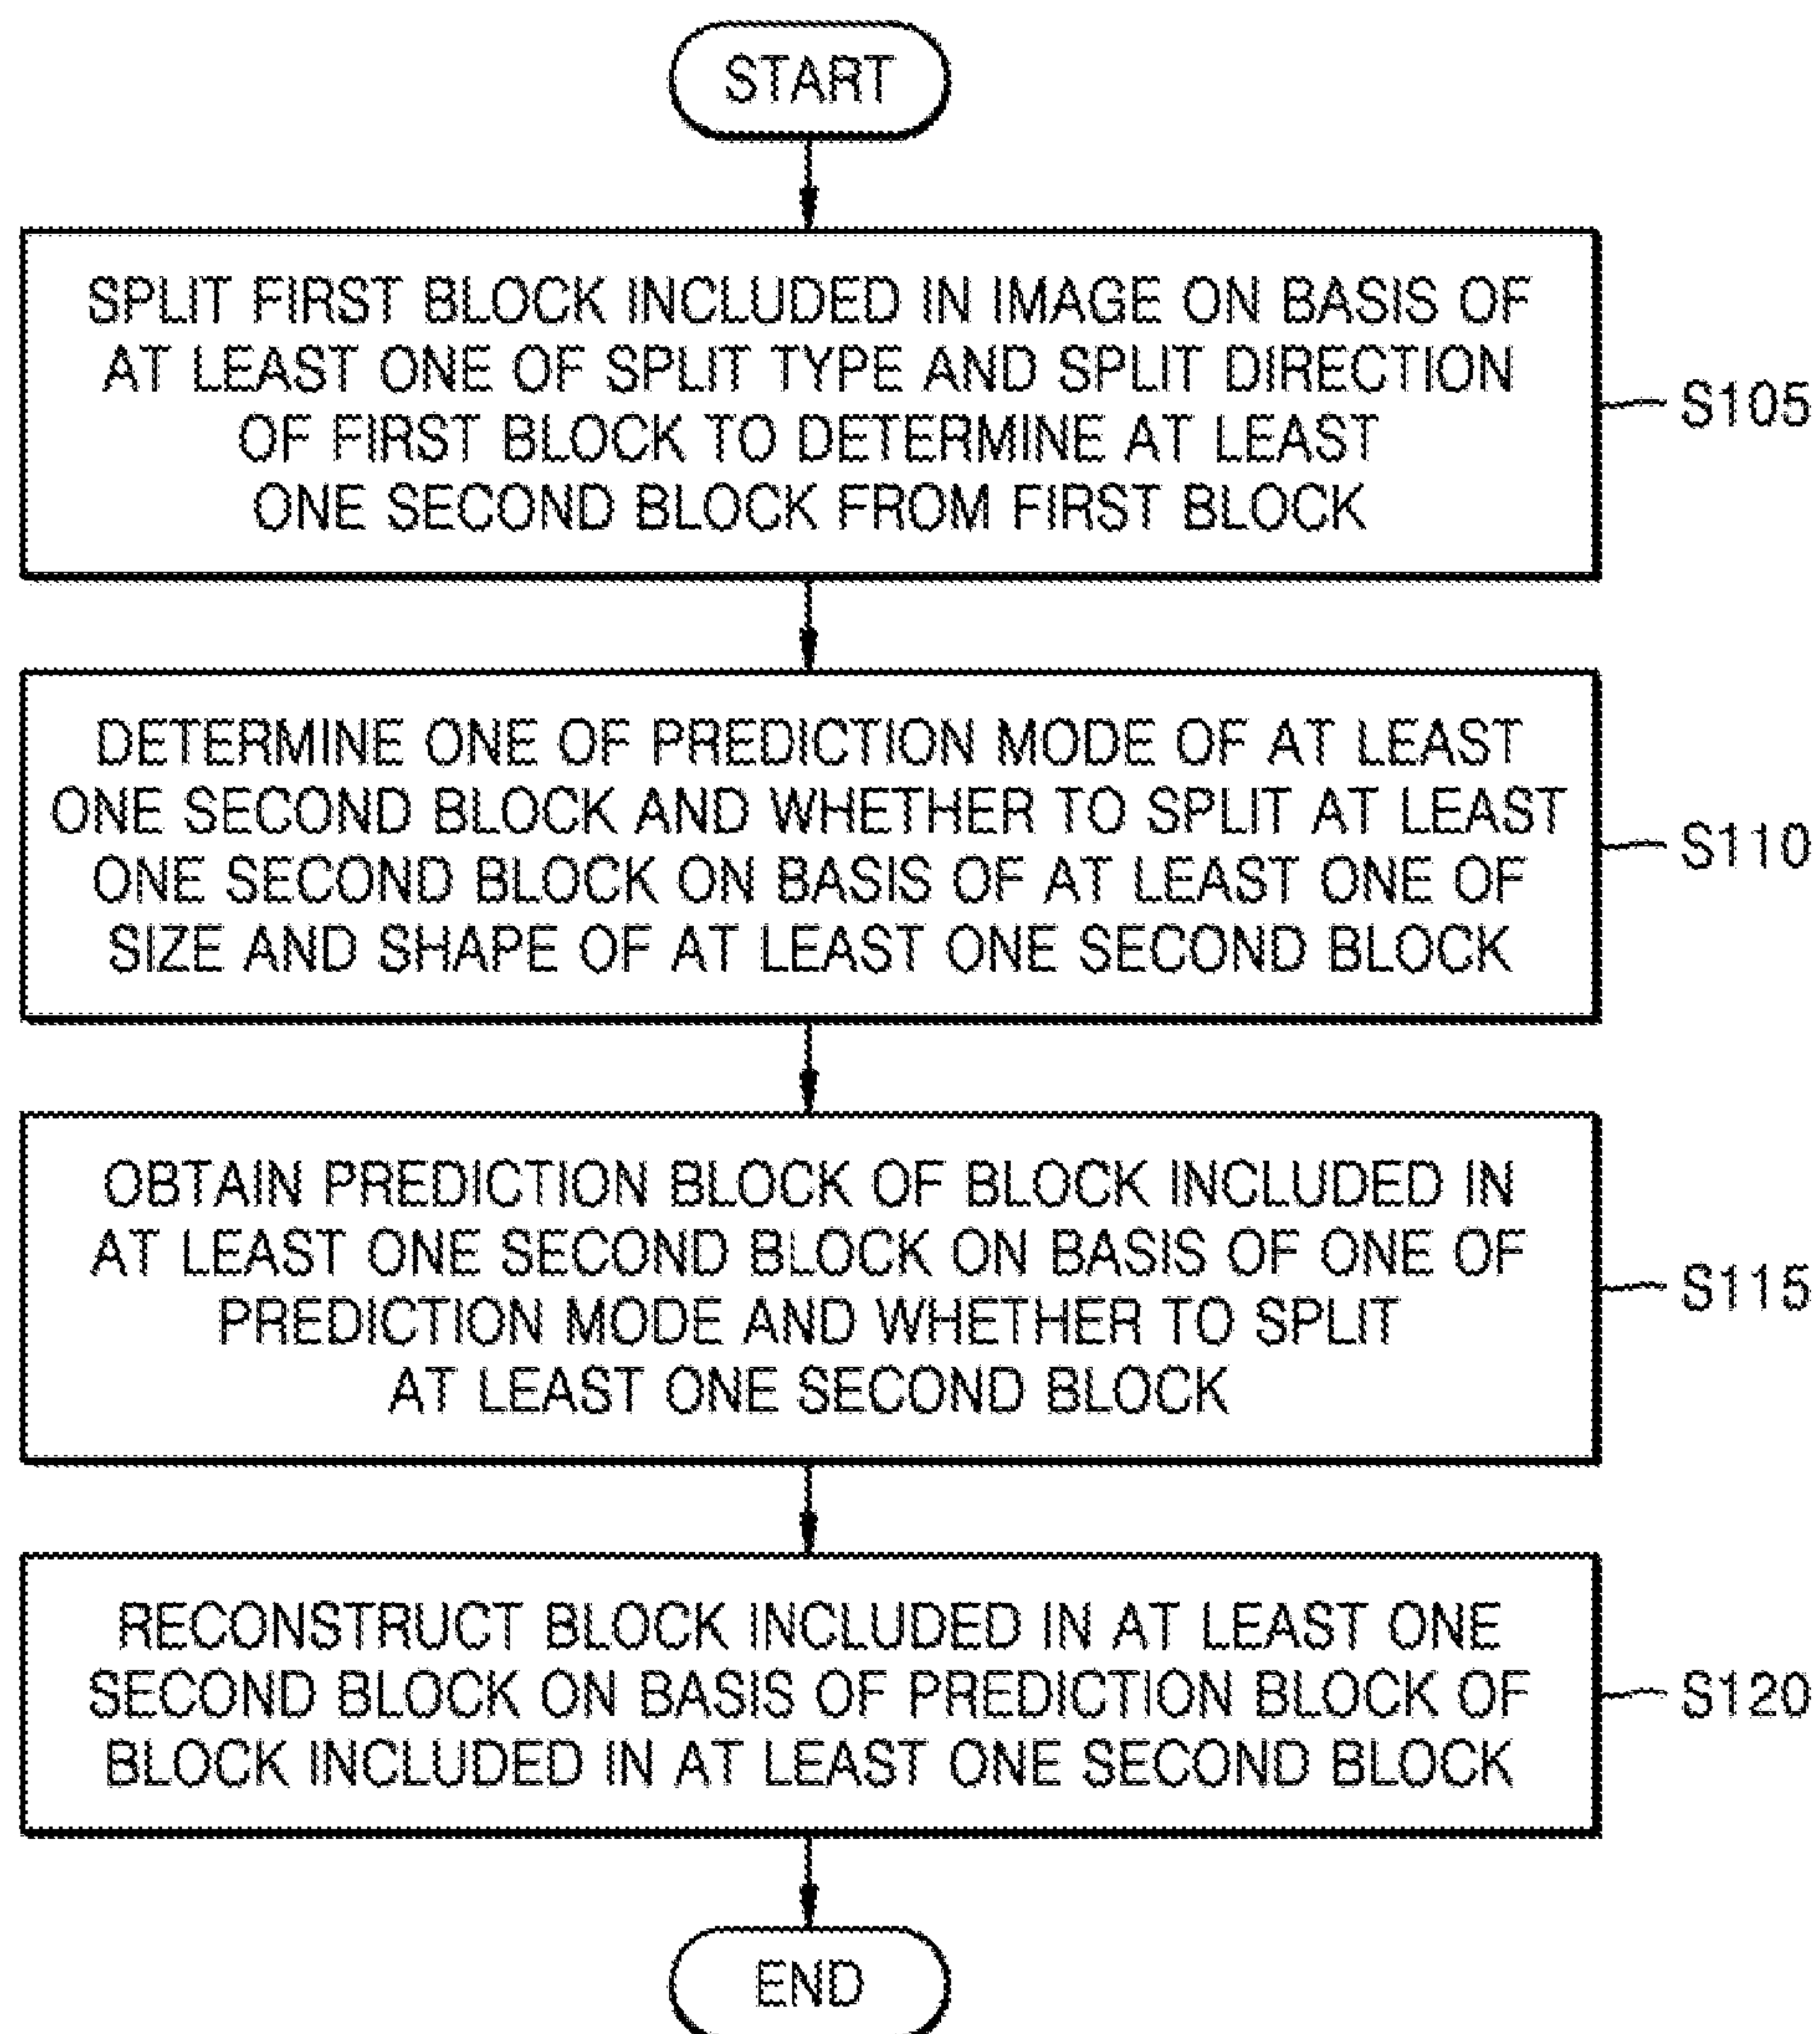 START
SPLIT FIRST BLOCK INCLUDED IN IMAGE ON BASIS OF
AT LEAST ONE OF SPLIT TYPE AND SPLIT DIRECTION
OF FIRST BLOCK TO DETERMINE AT LEAST
ONE SECOND BLOCK FROM FIRST BLOCK
S105
DETERMINE ONE OF PREDICTION MODE OF AT LEAST
ONE SECOND BLOCK AND WHETHER TO SPLIT AT LEAST
ONE SECOND BLOCK ON BASIS OF AT LEAST ONE OF
SIZE AND SHAPE OF AT LEAST ONE SECOND BLOCK
S110
OBTAIN PREDICTION BLOCK OF BLOCK INCLUDED IN
AT LEAST ONE SECOND BLOCK ON BASIS OF ONE OF
PREDICTION MODE AND WHETHER TO SPLIT
AT LEAST ONE SECOND BLOCK
S115
RECONSTRUCT BLOCK INCLUDED IN AT LEAST ONE
SECOND BLOCK ON BASIS OF PREDICTION BLOCK OF
BLOCK INCLUDED IN AT LEAST ONE SECOND BLOCK
S120
END